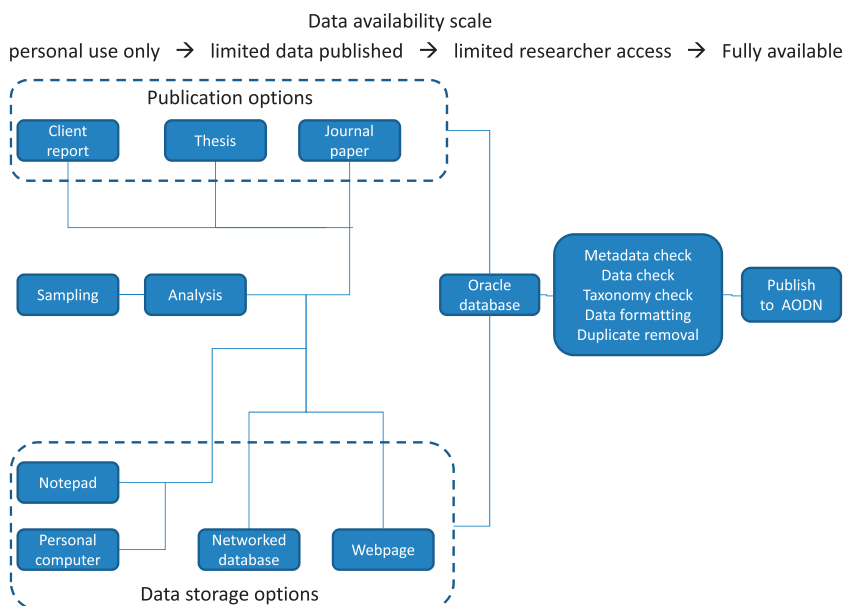 Data availability scale
personal use only → limited data published → limited researcher access → Fully available
Publication options
Client
report
Thesis
Journal
paper
Sampling
Analysis
Oracle
database
Metadata check
Data check
Taxonomy check
Data formatting
Duplicate removal
Publish
to AODN
Notepad
Personal
computer
Networked
database
Webpage
Data storage options